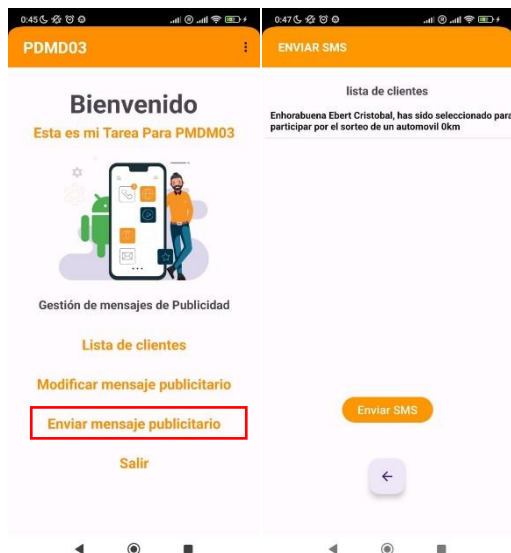 0:45
PDMD03
Bienvenido
Esta es mi Tarea Para PMDM03
Gestión de mensajes de Publicidad
Lista de clientes
Modificar mensaje publicitario
Enviar mensaje publicitario
Salir
0:47
ENVIAR SMS
lista de clientes
Enhorabuena Ebert Cristobal, has sido seleccionado para
participar por el sorteo de un automovil 0km
Enviar SMS